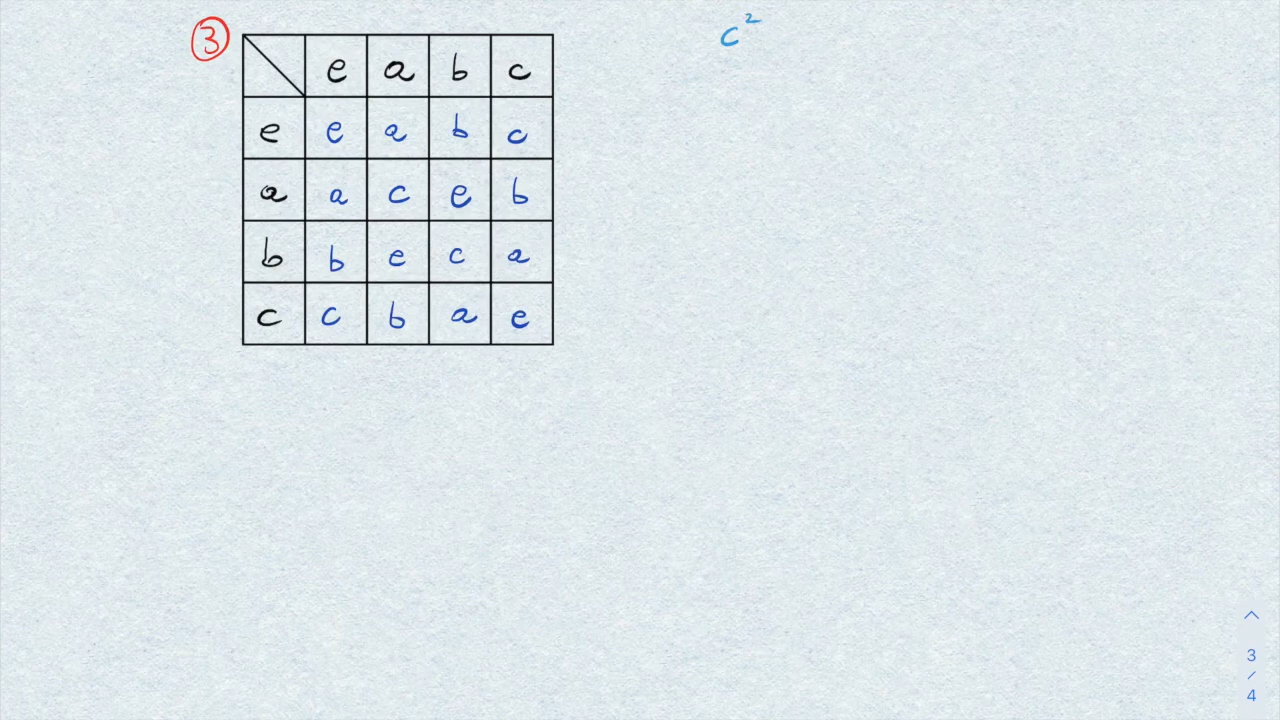 ③ c²
e a b c
e e a b c
a a c e b
b b e c a
c c b a e
3
/
4